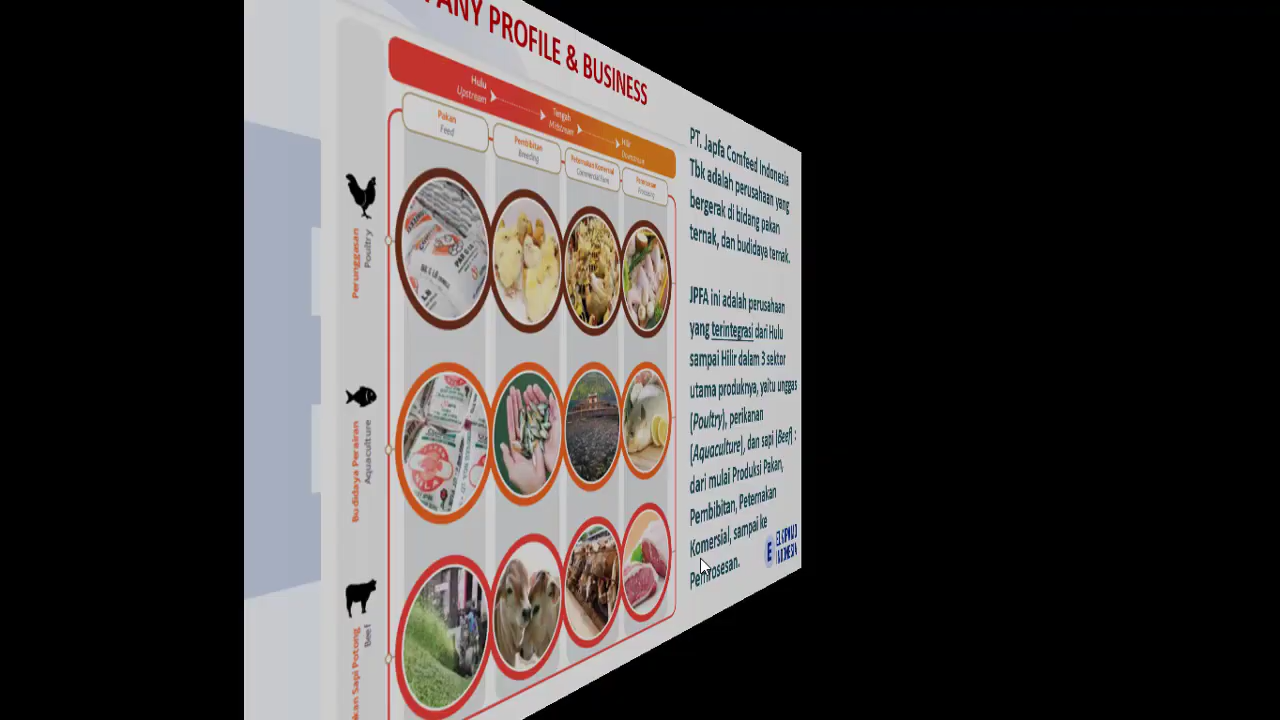 ANY PROFILE & BUSINESS
Hulu
Upstream
Tengah
Midstream
Hilir
Downstream
Pakan
Feed
Pembibitan
Breeding
Peternakan Komersial
Commercial Farm
Pemrosesan
Processing
Perunggasan
Poultry
Budidaya Perairan
Aquaculture
kan Sapi Potong
Beef
PT. Japfa Comfeed Indonesia
Tbk adalah perusahaan yang
bergerak di bidang pakan
ternak, dan budidaya ternak.
JPFA ini adalah perusahaan
yang terintegrasi dari Hulu
sampai Hilir dalam 3 sektor
utama produknya, yaitu unggas
(Poultry), perikanan
(Aquaculture), dan sapi (Beef) :
dari mulai Produksi Pakan,
Pembibitan, Peternakan
Komersial, sampai ke
Pemrosesan.
INDONESIA